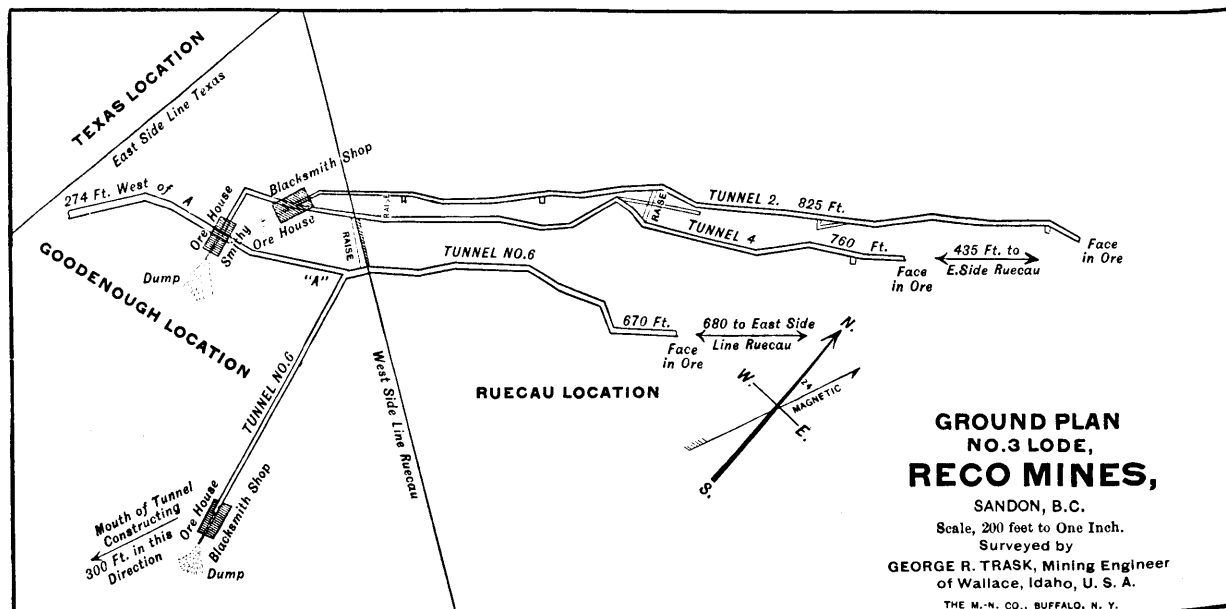 TEXAS LOCATION
East Side Line Texas
274 Ft. West of A
Ore House
Smithy
Blacksmith Shop
Ore House
RAISE
RAISE
RAISE
TUNNEL 2.
825 Ft.
TUNNEL 4
760 Ft.
Face
in Ore
435 Ft. to
E.Side Ruecau
Face
in Ore
Dump
GOODENOUGH LOCATION
"A"
TUNNEL NO.6
670 Ft.
Face
in Ore
680 to East Side
Line Ruecau
TUNNEL NO.6
West Side Line Ruecau
RUECAU LOCATION
N.
W.
24
MAGNETIC
E.
S.
Ore House
Blacksmith Shop
Dump
Mouth of Tunnel
Constructing
300 Ft. in this
Direction
GROUND PLAN
NO.3 LODE,
RECO MINES,
SANDON, B.C.
Scale, 200 feet to One Inch.
Surveyed by
GEORGE R. TRASK, Mining Engineer
of Wallace, Idaho, U. S. A.
THE M.-N. CO., BUFFALO, N. Y.